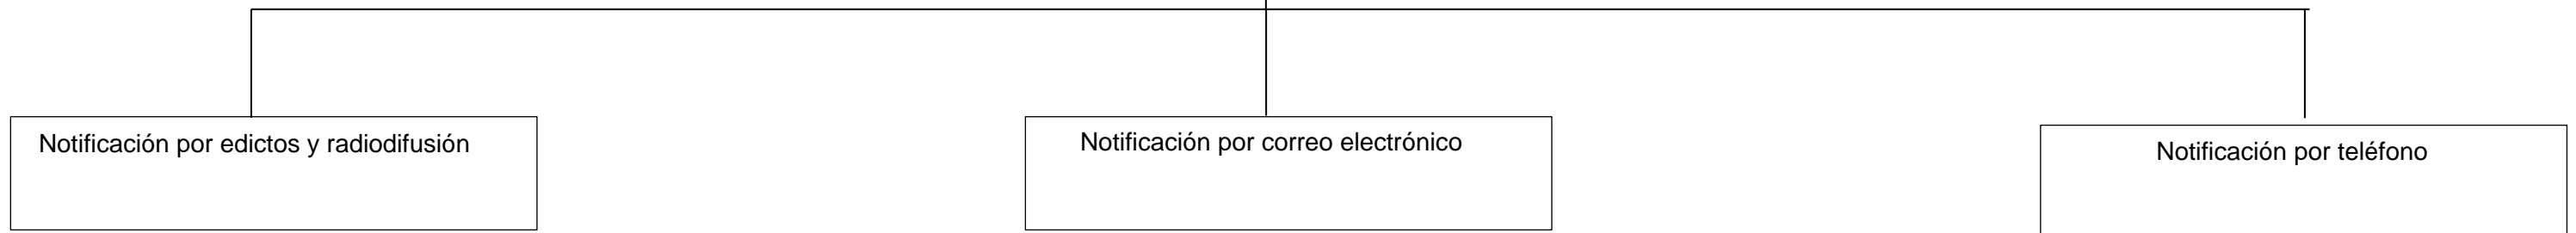 Notificación por edictos y radiodifusión
Notificación por correo electrónico
Notificación por teléfono